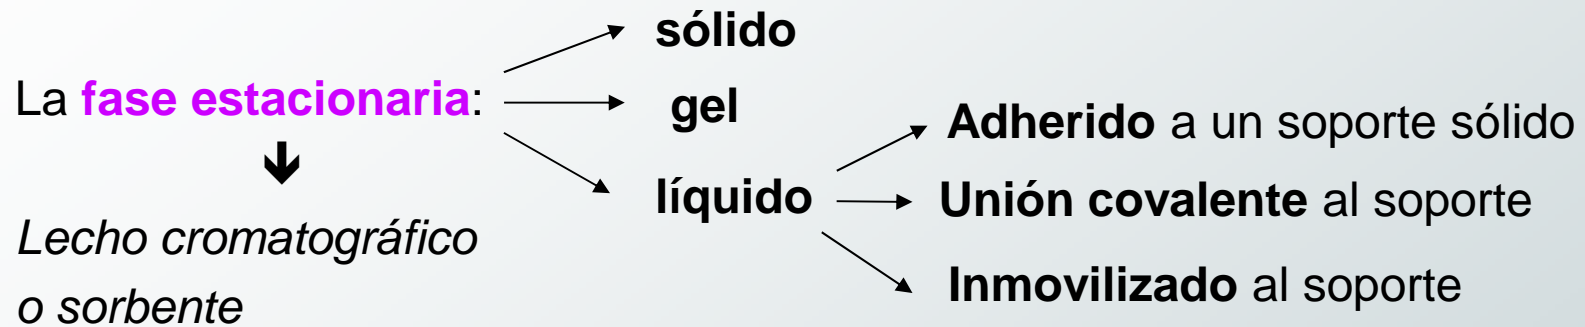 sólido
La fase estacionaria:
gel
Adherido a un soporte sólido
líquido
Unión covalente al soporte
Lecho cromatográfico
o sorbente
Inmovilizado al soporte